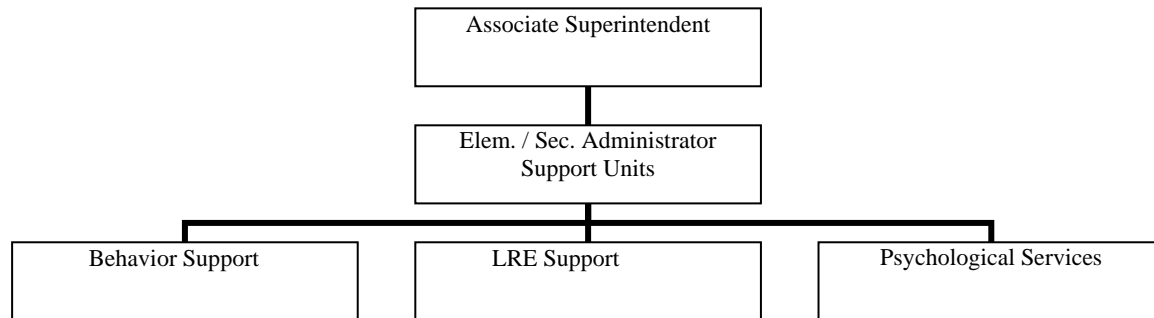 Associate Superintendent
Elem. / Sec. Administrator
Support Units
Behavior Support
LRE Support
Psychological Services